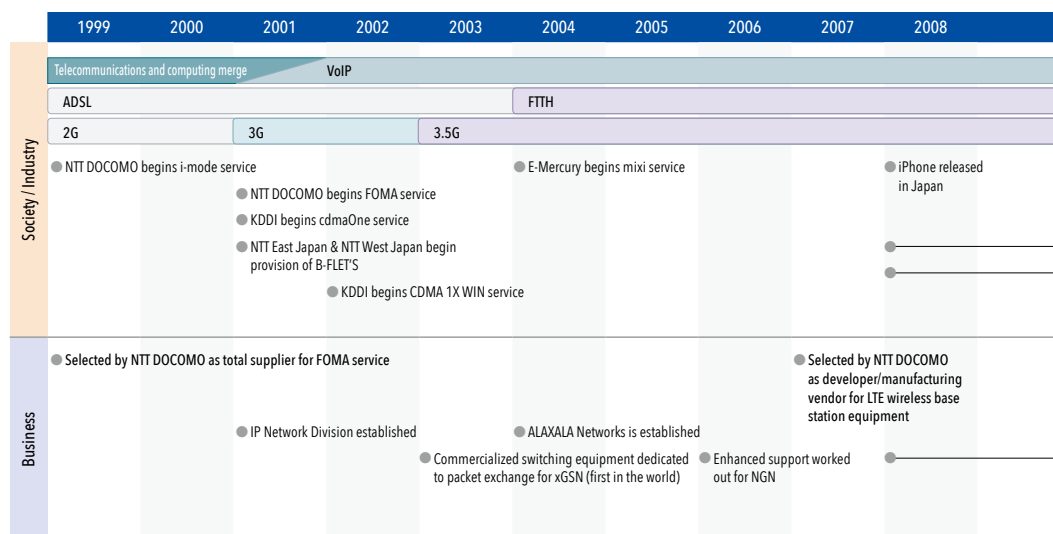 1999 2000 2001 2002 2003 2004 2005 2006 2007 2008
Society / Industry
Telecommunications and computing merge
VoIP
ADSL
FTTH
2G
3G
3.5G
NTT DOCOMO begins i-mode service
E-Mercury begins mixi service
iPhone released
in Japan
NTT DOCOMO begins FOMA service
KDDI begins cdmaOne service
NTT East Japan & NTT West Japan begin
provision of B-FLET'S
KDDI begins CDMA 1X WIN service
Business
Selected by NTT DOCOMO as total supplier for FOMA service
Selected by NTT DOCOMO
as developer/manufacturing
vendor for LTE wireless base
station equipment
IP Network Division established
ALAXALA Networks is established
Commercialized switching equipment dedicated
to packet exchange for xGSN (first in the world)
Enhanced support worked
out for NGN